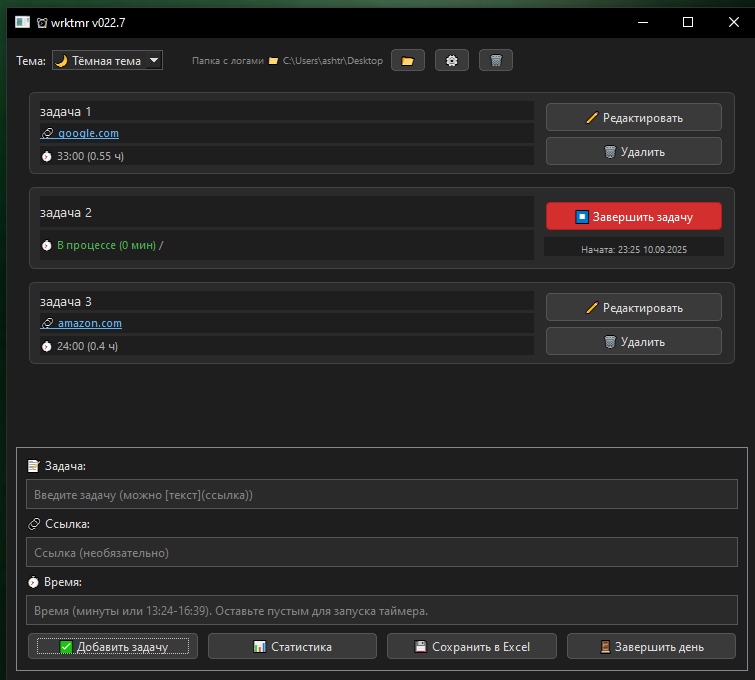 wrktmr v022.7
Тема: Тёмная тема Папка с логами C:\Users\ashtr\Desktop
задача 1
google.com
33:00 (0.55 ч)
Редактировать
Удалить
задача 2
В процессе (0 мин) /
Завершить задачу
Начата: 23:25 10.09.2025
задача 3
amazon.com
24:00 (0.4 ч)
Редактировать
Удалить
Задача:
Введите задачу (можно [текст](ссылка))
Ссылка:
Ссылка (необязательно)
Время:
Время (минуты или 13:24-16:39). Оставьте пустым для запуска таймера.
Добавить задачу Статистика Сохранить в Excel Завершить день